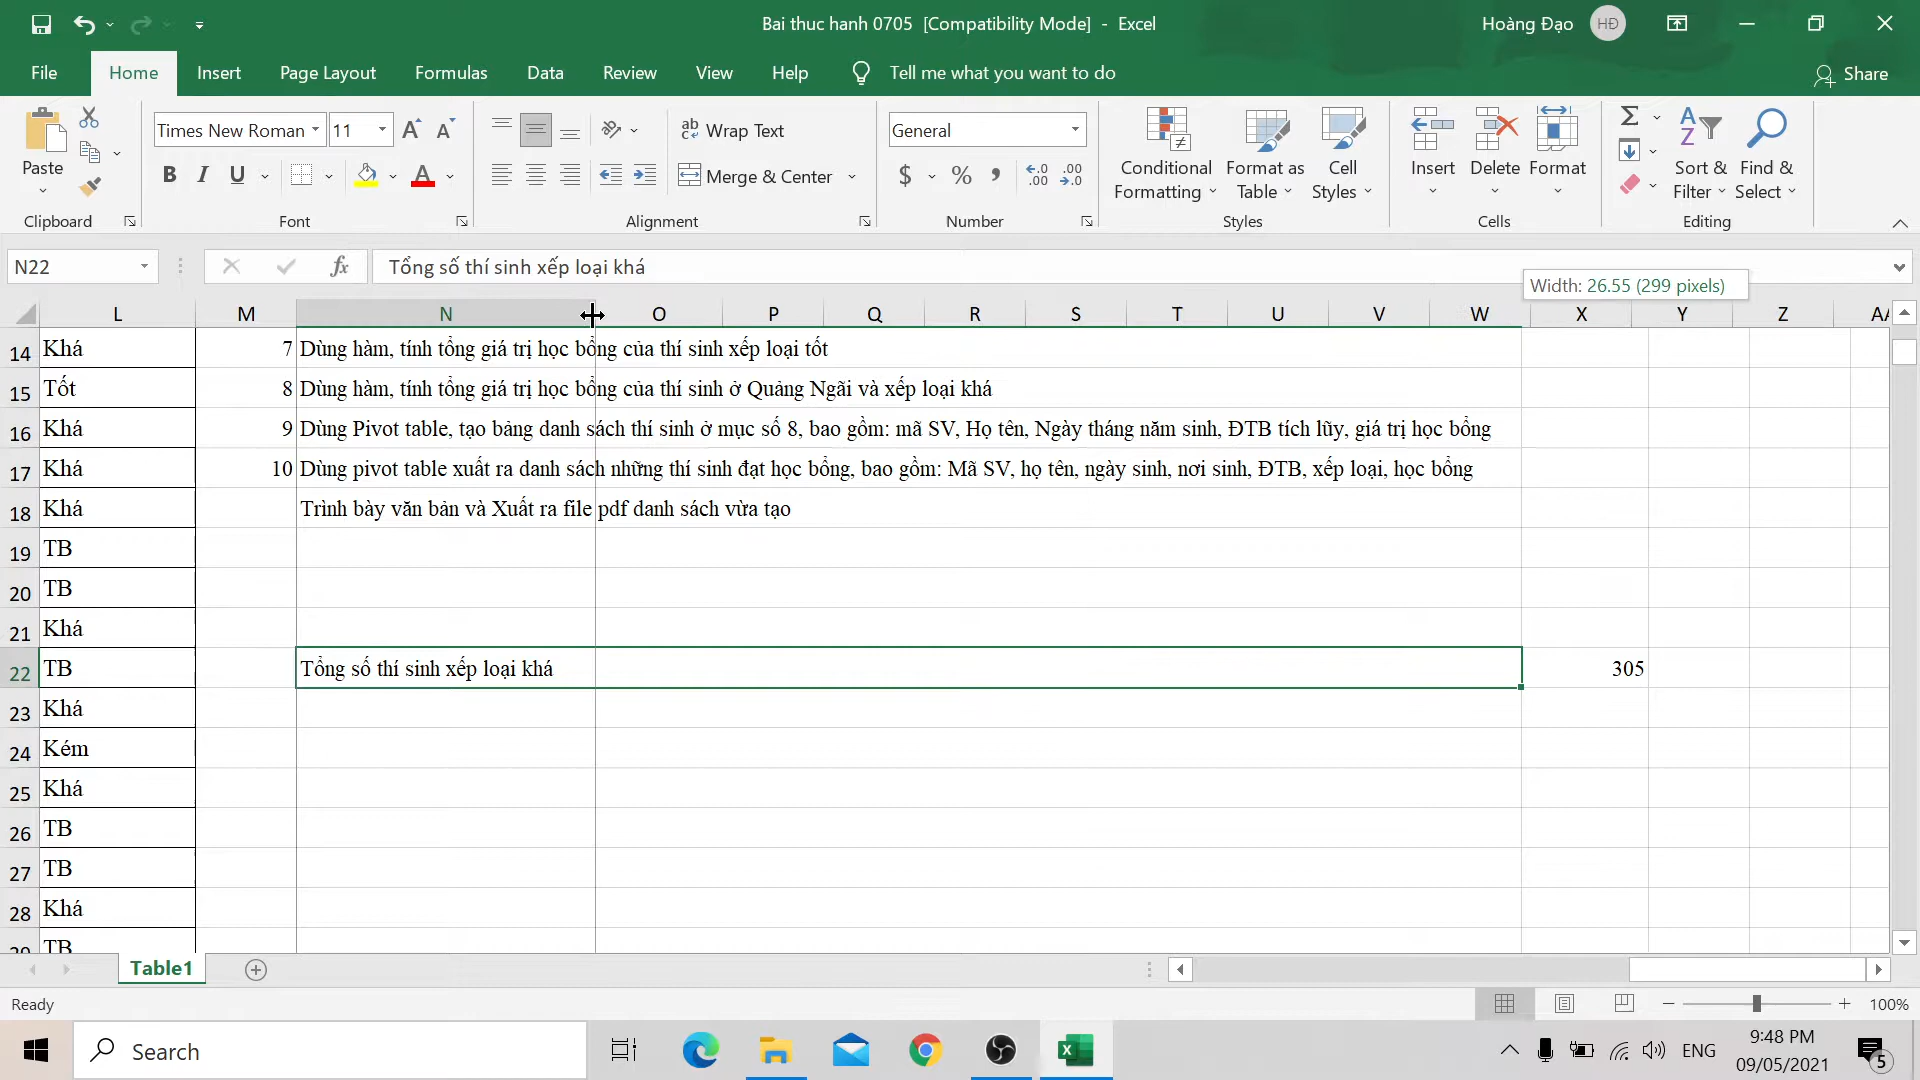 Bai thuc hanh 0705 [Compatibility Mode] - Excel
Hoàng Đạo
HĐ
File Home Insert Page Layout Formulas Data Review View Help Tell me what you want to do
Share
Paste
Clipboard
Times New Roman 11
B I U
Font
Wrap Text
Merge & Center
Alignment
General
$ % ,
Number
Conditional Formatting
Format as Table
Cell Styles
Styles
Insert Delete Format
Cells
Sort & Filter
Find & Select
Editing
N22
fx
Tổng số thí sinh xếp loại khá
Width: 26.55 (299 pixels)
L M N O P Q R S T U V W X Y Z AA
14 Khá 7 Dùng hàm, tính tổng giá trị học bổng của thí sinh xếp loại tốt
15 Tốt 8 Dùng hàm, tính tổng giá trị học bổng của thí sinh ở Quảng Ngãi và xếp loại khá
16 Khá 9 Dùng Pivot table, tạo bảng danh sách thí sinh ở mục số 8, bao gồm: mã SV, Họ tên, Ngày tháng năm sinh, ĐTB tích lũy, giá trị học bổng
17 Khá 10 Dùng pivot table xuất ra danh sách những thí sinh đạt học bổng, bao gồm: Mã SV, họ tên, ngày sinh, nơi sinh, ĐTB, xếp loại, học bổng
18 Khá Trình bày văn bản và Xuất ra file pdf danh sách vừa tạo
19 TB
20 TB
21 Khá
22 TB Tổng số thí sinh xếp loại khá 305
23 Khá
24 Kém
25 Khá
26 TB
27 TB
28 Khá
29 TB
Table1
Ready
100%
Search
ENG
9:48 PM
09/05/2021
5